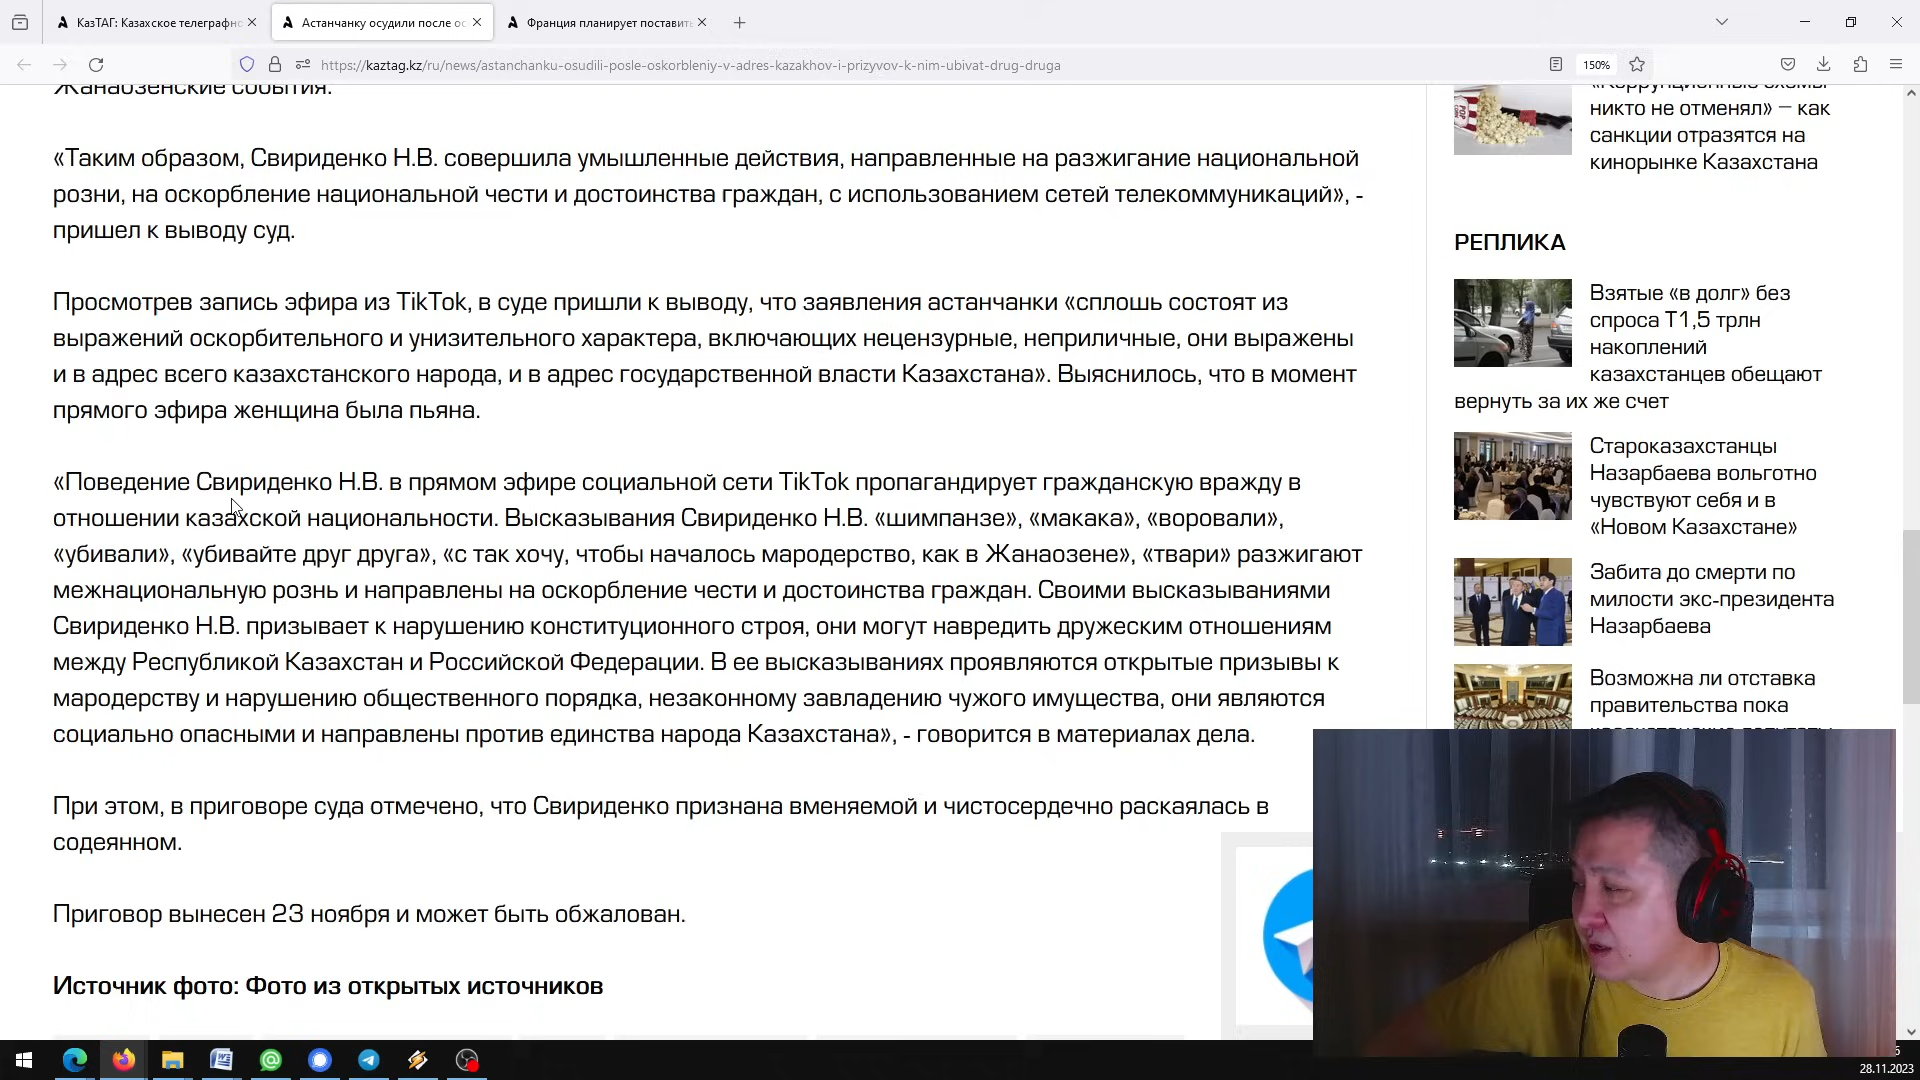 КазТАГ: Казахское телеграфно
Астанчанку осудили после ос
Франция планирует поставить
https://kaztag.kz/ru/news/astanchanku-osudili-posle-oskorbleniy-v-adres-kazakhov-i-prizyvov-k-nim-ubivat-drug-druga
150%
Жанаозенские события.
«Таким образом, Свириденко Н.В. совершила умышленные действия, направленные на разжигание национальной
розни, на оскорбление национальной чести и достоинства граждан, с использованием сетей телекоммуникаций», -
пришел к выводу суд.
Просмотрев запись эфира из TikTok, в суде пришли к выводу, что заявления астанчанки «сплошь состоят из
выражений оскорбительного и унизительного характера, включающих нецензурные, неприличные, они выражены
и в адрес всего казахстанского народа, и в адрес государственной власти Казахстана». Выяснилось, что в момент
прямого эфира женщина была пьяна.
«Поведение Свириденко Н.В. в прямом эфире социальной сети TikTok пропагандирует гражданскую вражду в
отношении казахской национальности. Высказывания Свириденко Н.В. «шимпанзе», «макака», «воровали»,
«убивали», «убивайте друг друга», «с так хочу, чтобы началось мародерство, как в Жанаозене», «твари» разжигают
межнациональную рознь и направлены на оскорбление чести и достоинства граждан. Своими высказываниями
Свириденко Н.В. призывает к нарушению конституционного строя, они могут навредить дружеским отношениям
между Республикой Казахстан и Российской Федерации. В ее высказываниях проявляются открытые призывы к
мародерству и нарушению общественного порядка, незаконному завладению чужого имущества, они являются
социально опасными и направлены против единства народа Казахстана», - говорится в материалах дела.
При этом, в приговоре суда отмечено, что Свириденко признана вменяемой и чистосердечно раскаялась в
содеянном.
Приговор вынесен 23 ноября и может быть обжалован.
Источник фото: Фото из открытых источников
«Коррупционные схемы
никто не отменял» – как
санкции отразятся на
кинорынке Казахстана
РЕПЛИКА
Взятые «в долг» без
спроса Т1,5 трлн
накоплений
казахстанцев обещают
вернуть за их же счет
Староказахстанцы
Назарбаева вольготно
чувствуют себя и в
«Новом Казахстане»
Забита до смерти по
милости экс-президента
Назарбаева
Возможна ли отставка
правительства пока
28.11.2023